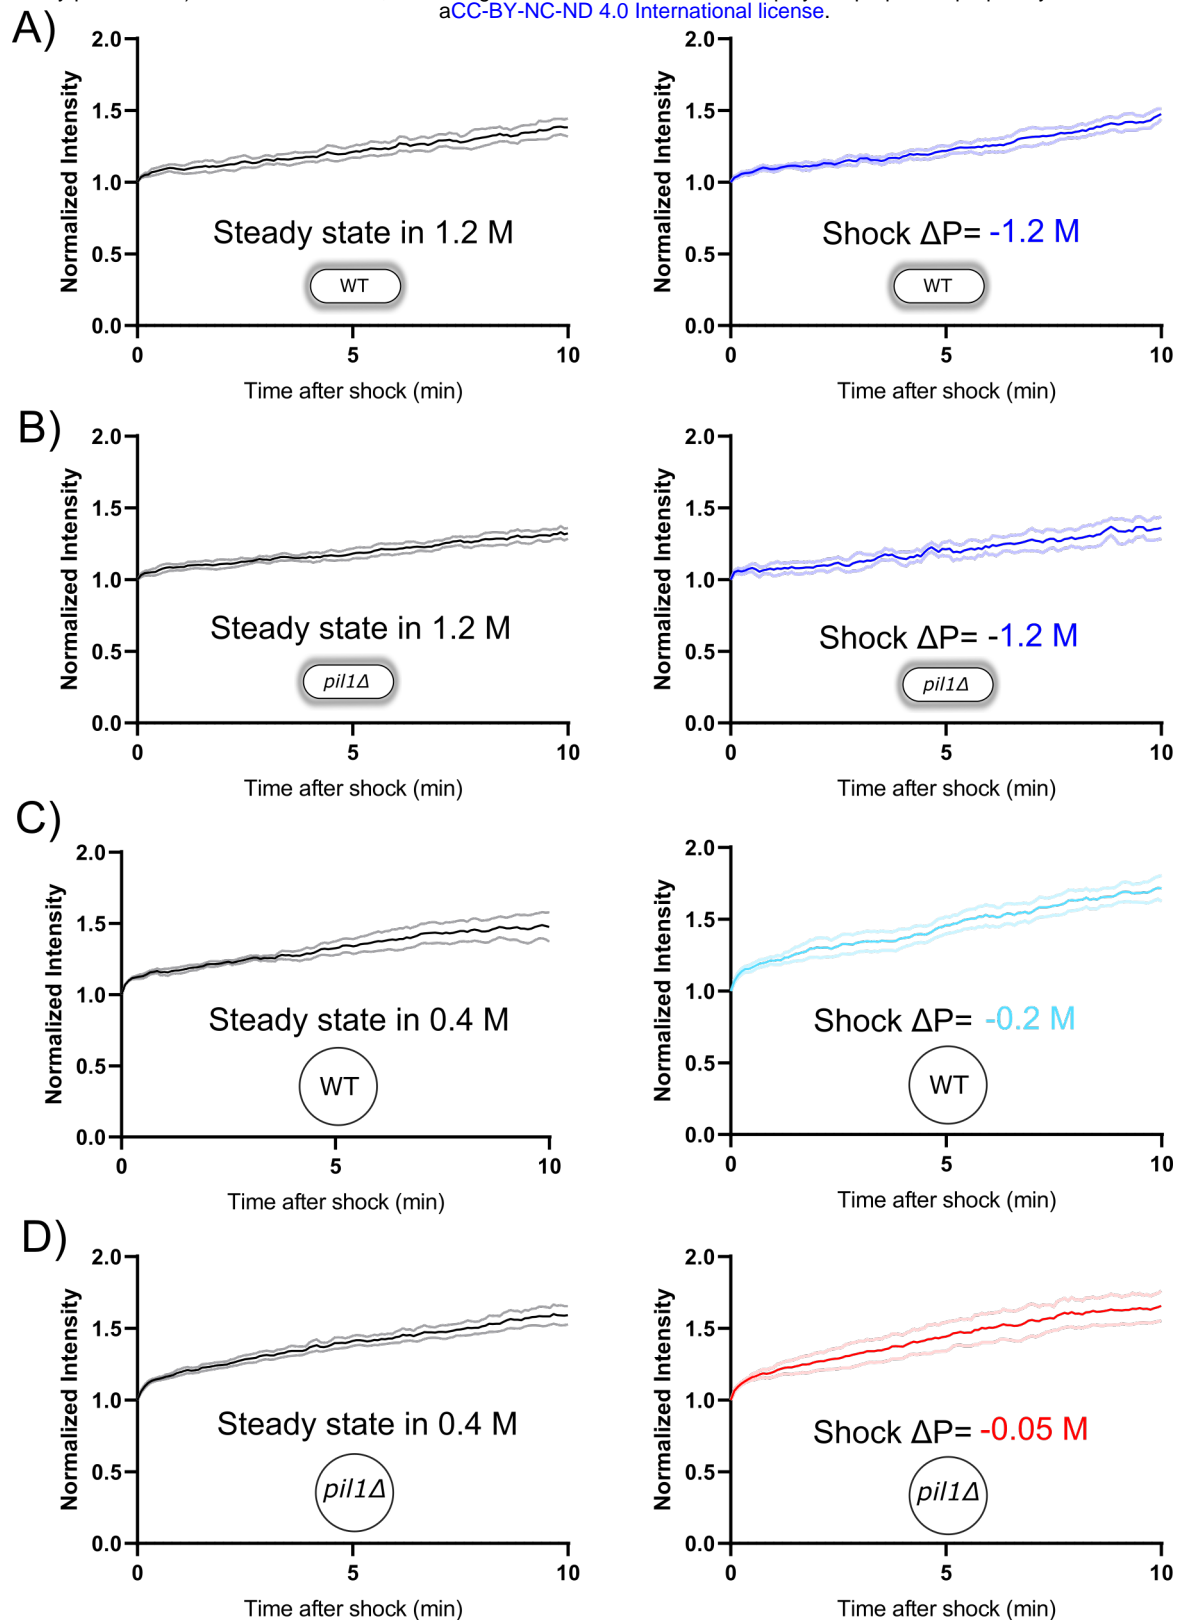 aCC-BY-NC-ND 4.0 International license.
A)
2.0
1.5
1.0
0.5
0.0
Normalized Intensity
Steady state in 1.2 M
WT
0 5 10
Time after shock (min)
2.0
1.5
1.0
0.5
0.0
Normalized Intensity
Shock ΔP= -1.2 M
WT
0 5 10
Time after shock (min)
B)
2.0
1.5
1.0
0.5
0.0
Normalized Intensity
Steady state in 1.2 M
pil1Δ
0 5 10
Time after shock (min)
2.0
1.5
1.0
0.5
0.0
Normalized Intensity
Shock ΔP= -1.2 M
pil1Δ
0 5 10
Time after shock (min)
C)
2.0
1.5
1.0
0.5
0.0
Normalized Intensity
Steady state in 0.4 M
WT
0 5 10
Time after shock (min)
2.0
1.5
1.0
0.5
0.0
Normalized Intensity
Shock ΔP= -0.2 M
WT
0 5 10
Time after shock (min)
D)
2.0
1.5
1.0
0.5
0.0
Normalized Intensity
Steady state in 0.4 M
pil1Δ
0 5 10
Time after shock (min)
2.0
1.5
1.0
0.5
0.0
Normalized Intensity
Shock ΔP= -0.05 M
pil1Δ
0 5 10
Time after shock (min)